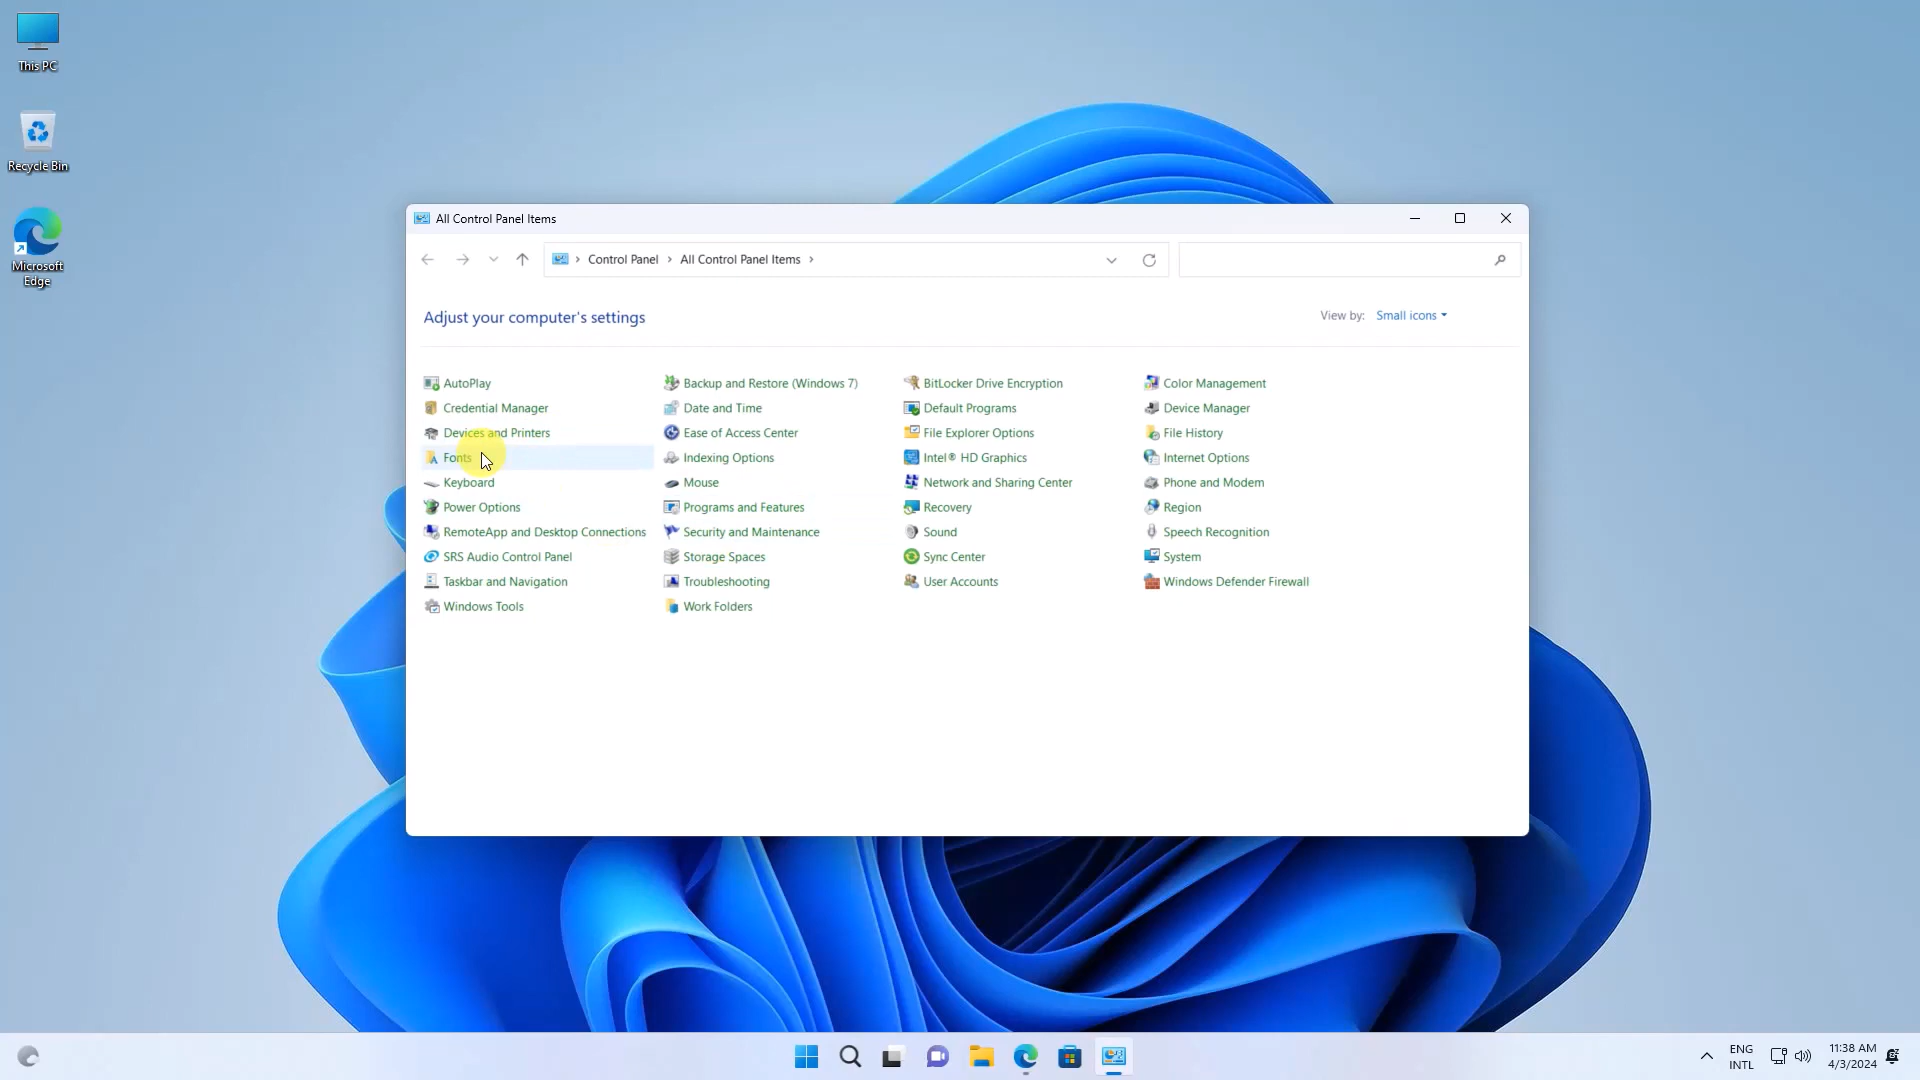 This PC
Recycle Bin
Microsoft
Edge
All Control Panel Items
Control Panel
All Control Panel Items
Adjust your computer's settings
View by:
Small icons
AutoPlay
Backup and Restore (Windows 7)
BitLocker Drive Encryption
Color Management
Credential Manager
Date and Time
Default Programs
Device Manager
Devices and Printers
Ease of Access Center
File Explorer Options
File History
Fonts
Indexing Options
Intel® HD Graphics
Internet Options
Keyboard
Mouse
Network and Sharing Center
Phone and Modem
Power Options
Programs and Features
Recovery
Region
RemoteApp and Desktop Connections
Security and Maintenance
Sound
Speech Recognition
SRS Audio Control Panel
Storage Spaces
Sync Center
System
Taskbar and Navigation
Troubleshooting
User Accounts
Windows Defender Firewall
Windows Tools
Work Folders
ENG
INTL
11:38 AM
4/3/2024